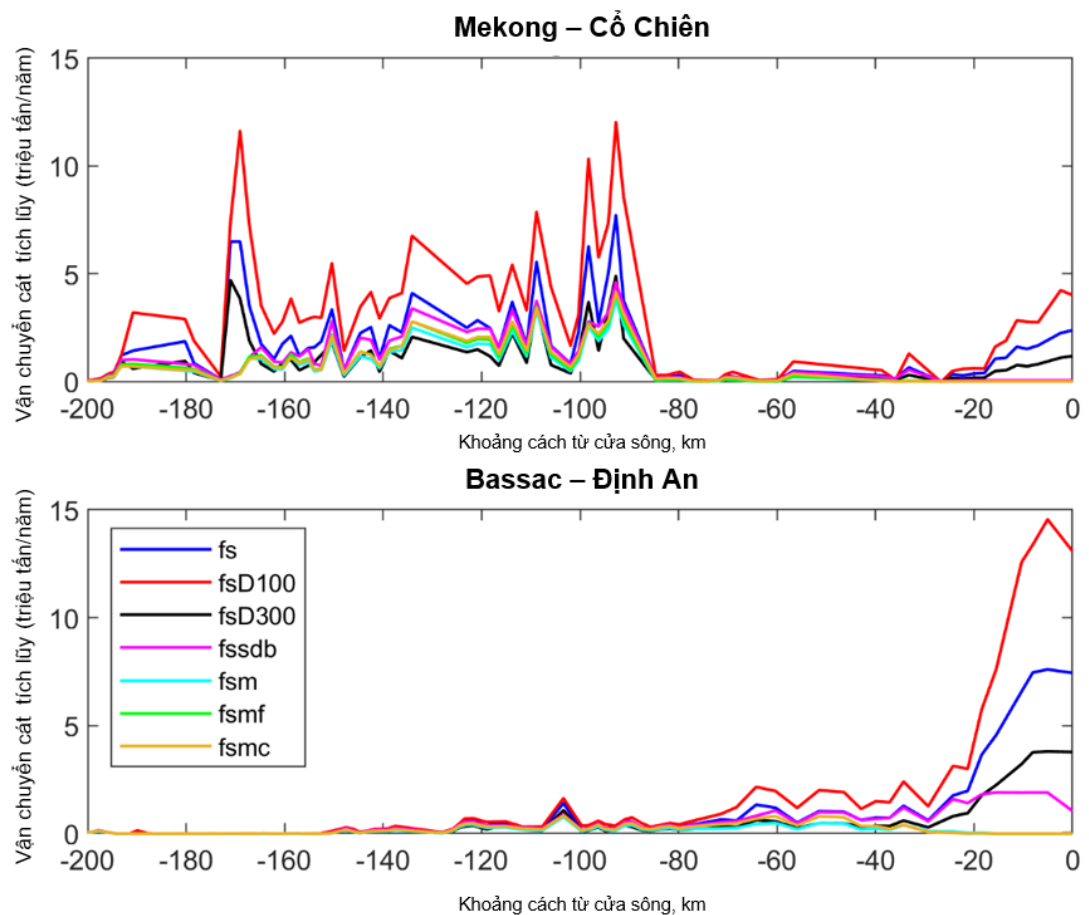 Mekong – Cổ Chiên
Vận chuyển cát tích lũy (triệu tấn/năm)
15
10
5
0
-200 -180 -160 -140 -120 -100 -80 -60 -40 -20 0
Khoảng cách từ cửa sông, km
Bassac – Định An
Vận chuyển cát tích lũy (triệu tấn/năm)
15
10
5
0
fs
fsD100
fsD300
fssdb
fsm
fsmf
fsmc
-200 -180 -160 -140 -120 -100 -80 -60 -40 -20 0
Khoảng cách từ cửa sông, km